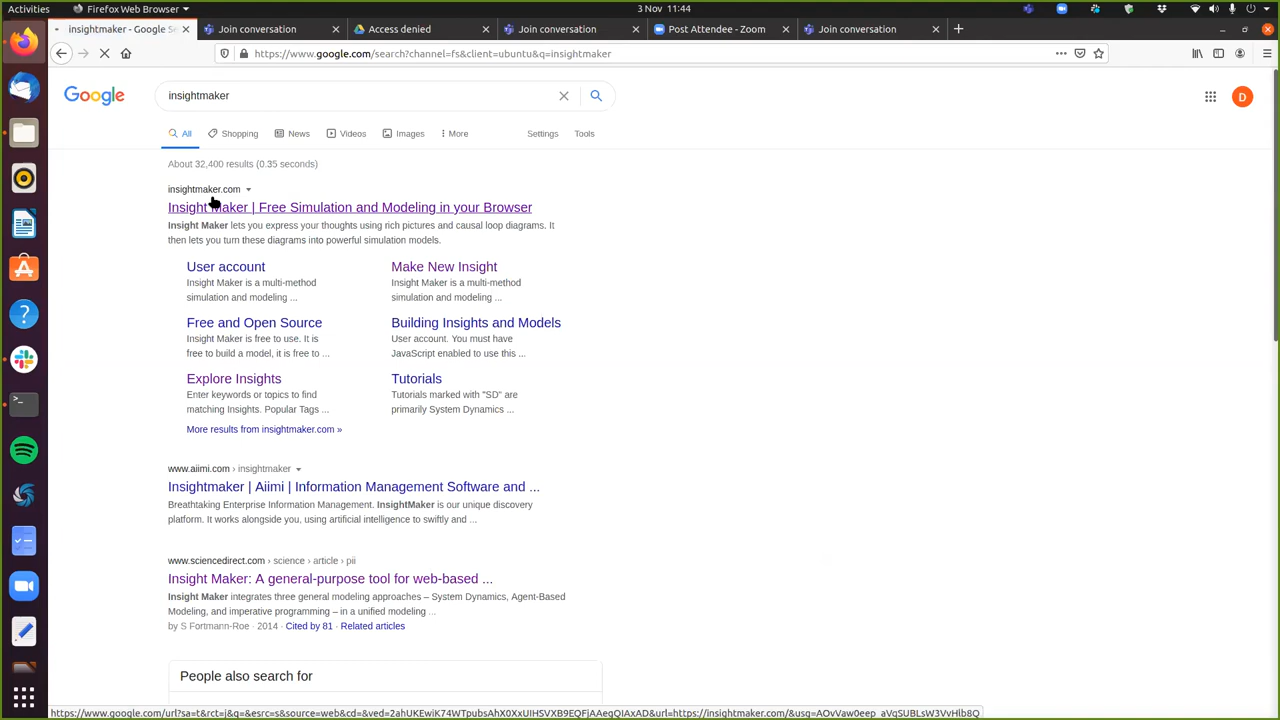 Activities
Firefox Web Browser
3 Nov 11:44
insightmaker - Google Se
Join conversation
Access denied
Join conversation
Post Attendee - Zoom
Join conversation
https://www.google.com/search?channel=fs&client=ubuntu&q=insightmaker
Google
insightmaker
D
All
Shopping
News
Videos
Images
More
Settings
Tools
About 32,400 results (0.35 seconds)
insightmaker.com
Insight Maker | Free Simulation and Modeling in your Browser
Insight Maker lets you express your thoughts using rich pictures and causal loop diagrams. It
then lets you turn these diagrams into powerful simulation models.
User account
Insight Maker is a multi-method
simulation and modeling ...
Make New Insight
Insight Maker is a multi-method
simulation and modeling ...
Free and Open Source
Insight Maker is free to use. It is
free to build a model, it is free to ...
Building Insights and Models
User account. You must have
JavaScript enabled to use this ...
Explore Insights
Enter keywords or topics to find
matching Insights. Popular Tags ...
Tutorials
Tutorials marked with "SD" are
primarily System Dynamics ...
More results from insightmaker.com »
www.aiimi.com › insightmaker
Insightmaker | Aiimi | Information Management Software and ...
Breathtaking Enterprise Information Management. InsightMaker is our unique discovery
platform. It works alongside you, using artificial intelligence to swiftly and ...
www.sciencedirect.com › science › article › pii
Insight Maker: A general-purpose tool for web-based ...
Insight Maker integrates three general modeling approaches – System Dynamics, Agent-Based
Modeling, and imperative programming – in a unified modeling ...
by S Fortmann-Roe · 2014 · Cited by 81 · Related articles
People also search for